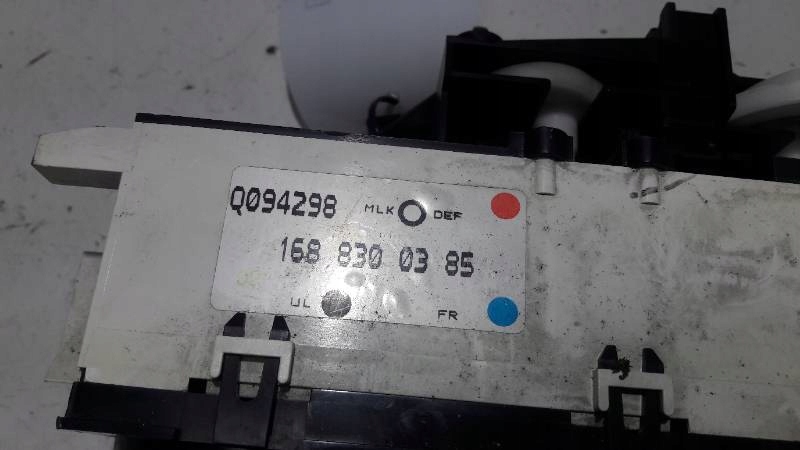 Q094298 MLK DEF
168 830 03 85
UL FR